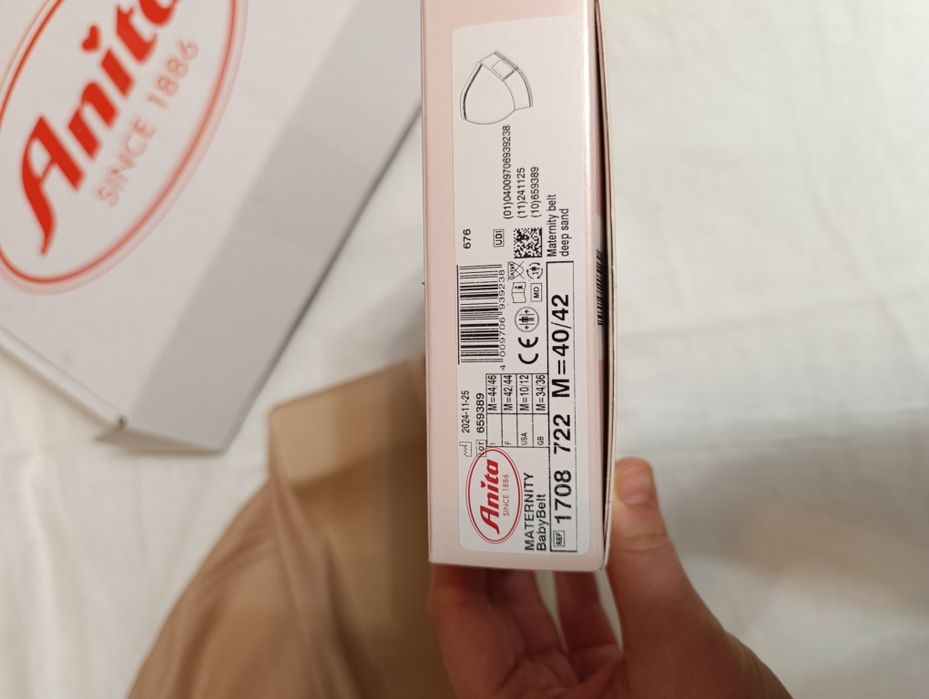 Anita
SINCE 1886
676
UDI
(01)04009706939238
(11)241125
(10)659389
Maternity belt
deep sand
4 009706 939238
MD
CE
2024-11-25
LOT 659389
I M=44/46
F M=42/44
USA M=10/12
GB M=34/36
Anita
SINCE 1886
MATERNITY
BabyBelt
REF 1708 722 M=40/42